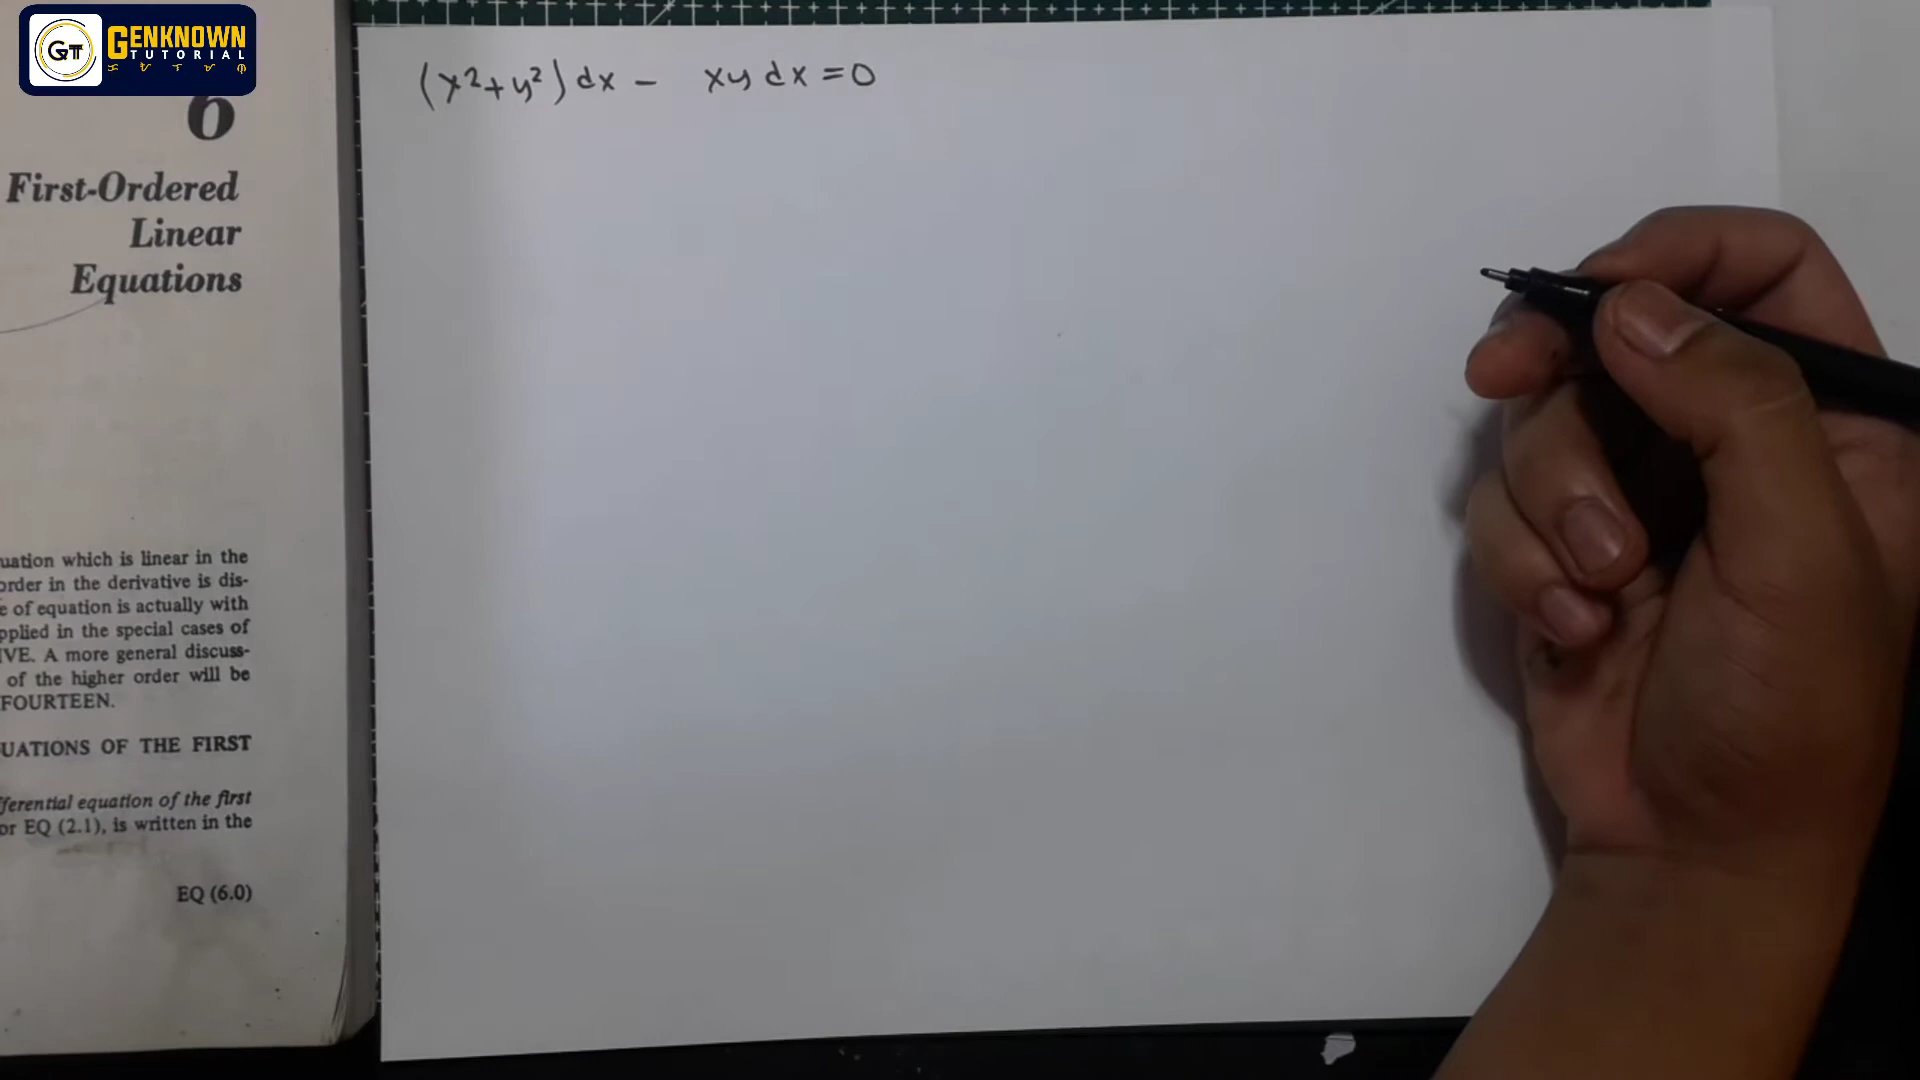 GT GENKNOWN
TUTORIAL
6
First-Ordered
Linear
Equations
uation which is linear in the
order in the derivative is dis-
e of equation is actually with
pplied in the special cases of
IVE. A more general discuss-
of the higher order will be
FOURTEEN.
UATIONS OF THE FIRST
fferential equation of the first
or EQ (2.1), is written in the
EQ (6.0)
(x²+y²) dx - xy dx = 0